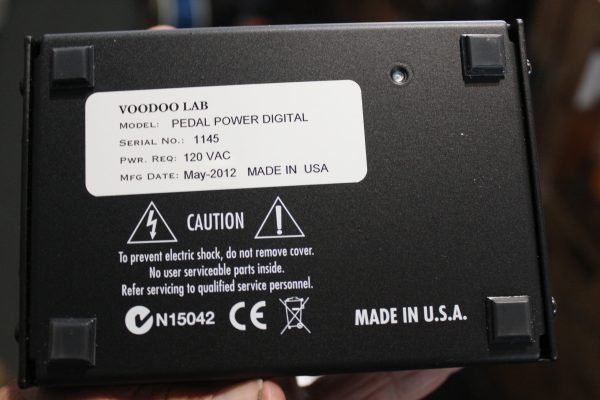 VOODOO LAB
MODEL: PEDAL POWER DIGITAL
SERIAL NO.: 1145
PWR. REQ: 120 VAC
MFG DATE: May-2012 MADE IN USA
CAUTION
To prevent electric shock, do not remove cover.
No user serviceable parts inside.
Refer servicing to qualified service personnel.
N15042 CE
MADE IN U.S.A.